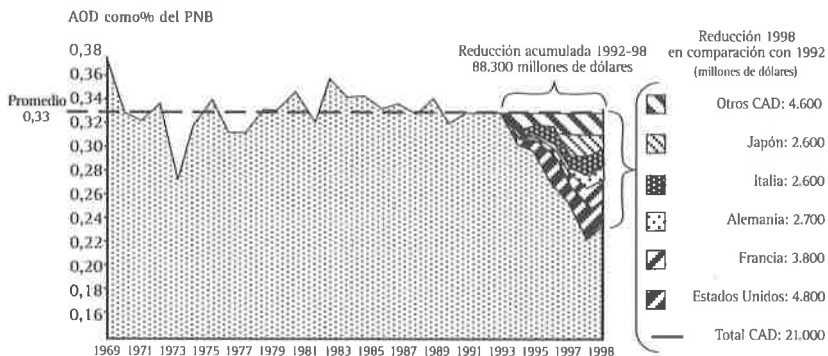 AOD como% del PNB
0,38
0,36
0,34
Promedio
0,33
0,32
0,30
0,28
0,26
0,24
0,22
0,20
0,18
0,16
1969 1971 1973 1975 1977 1979 1981 1983 1985 1987 1989 1991 1993 1995 1997 1998
Reducción acumulada 1992-98
88.300 millones de dólares
Reducción 1998
en comparación con 1992
(millones de dólares)
Otros CAD: 4.600
Japón: 2.600
Italia: 2.600
Alemania: 2.700
Francia: 3.800
Estados Unidos: 4.800
Total CAD: 21.000